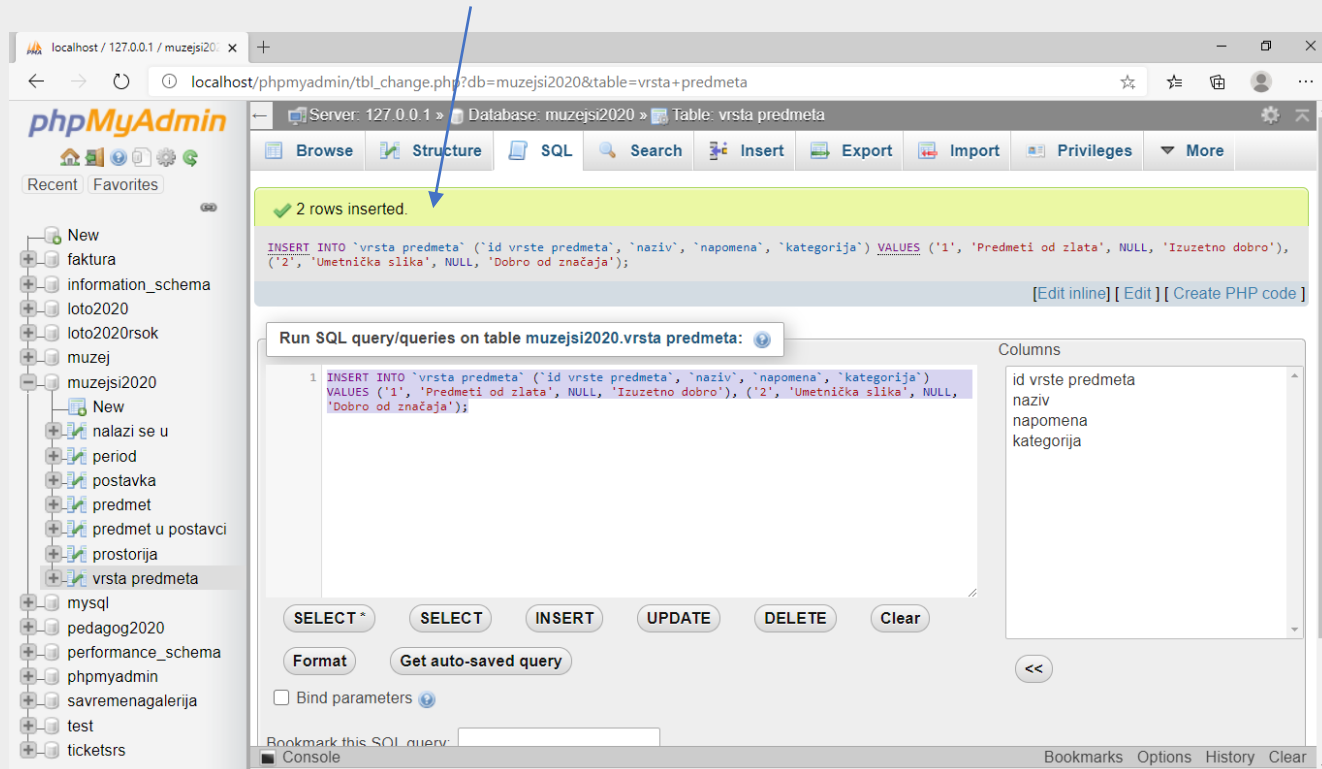 localhost / 127.0.0.1 / muzejsi202
localhost/phpmyadmin/tbl_change.php?db=muzejsi2020&table=vrsta+predmeta
phpMyAdmin
Recent Favorites
New
faktura
information_schema
loto2020
loto2020rsok
muzej
muzejsi2020
New
nalazi se u
period
postavka
predmet
predmet u postavci
prostorija
vrsta predmeta
mysql
pedagog2020
performance_schema
phpmyadmin
savremenagalerija
test
ticketsrs
Server: 127.0.0.1 » Database: muzejsi2020 » Table: vrsta predmeta
Browse Structure SQL Search Insert Export Import Privileges More
2 rows inserted.
INSERT INTO `vrsta predmeta` (`id vrste predmeta`, `naziv`, `napomena`, `kategorija`) VALUES ('1', 'Predmeti od zlata', NULL, 'Izuzetno dobro'),
('2', 'Umetnička slika', NULL, 'Dobro od značaja');
[Edit inline] [ Edit ] [ Create PHP code ]
Run SQL query/queries on table muzejsi2020.vrsta predmeta:
1 INSERT INTO `vrsta predmeta` (`id vrste predmeta`, `naziv`, `napomena`, `kategorija`)
VALUES ('1', 'Predmeti od zlata', NULL, 'Izuzetno dobro'), ('2', 'Umetnička slika', NULL,
'Dobro od značaja');
Columns
id vrste predmeta
naziv
napomena
kategorija
SELECT * SELECT INSERT UPDATE DELETE Clear
Format Get auto-saved query
<<
Bind parameters
Bookmark this SQL query:
Console Bookmarks Options History Clear